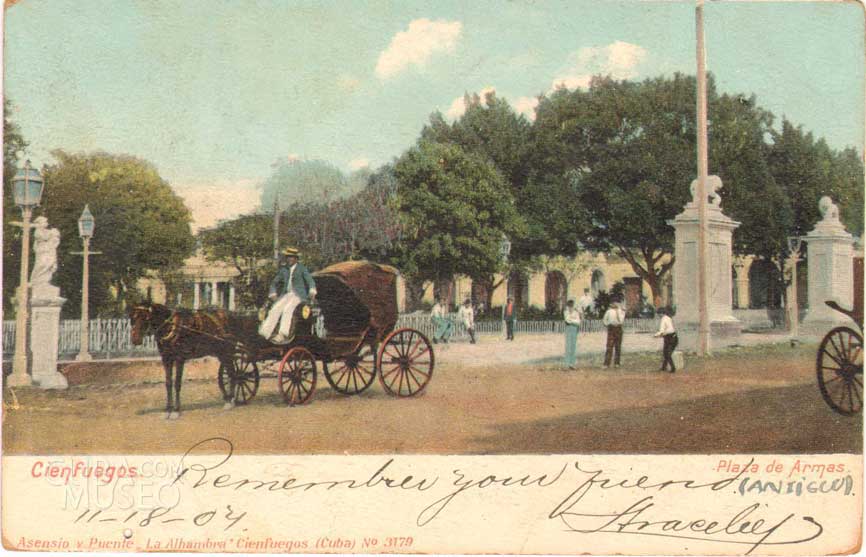 Cienfuegos. Remember your friend Plaza de Armas.
(ANTIGUO).
CUBA.COM
MUSEO
11-18-04
Asensio y Puente „La Alhambra" Cienfuegos (Cuba) No 3179